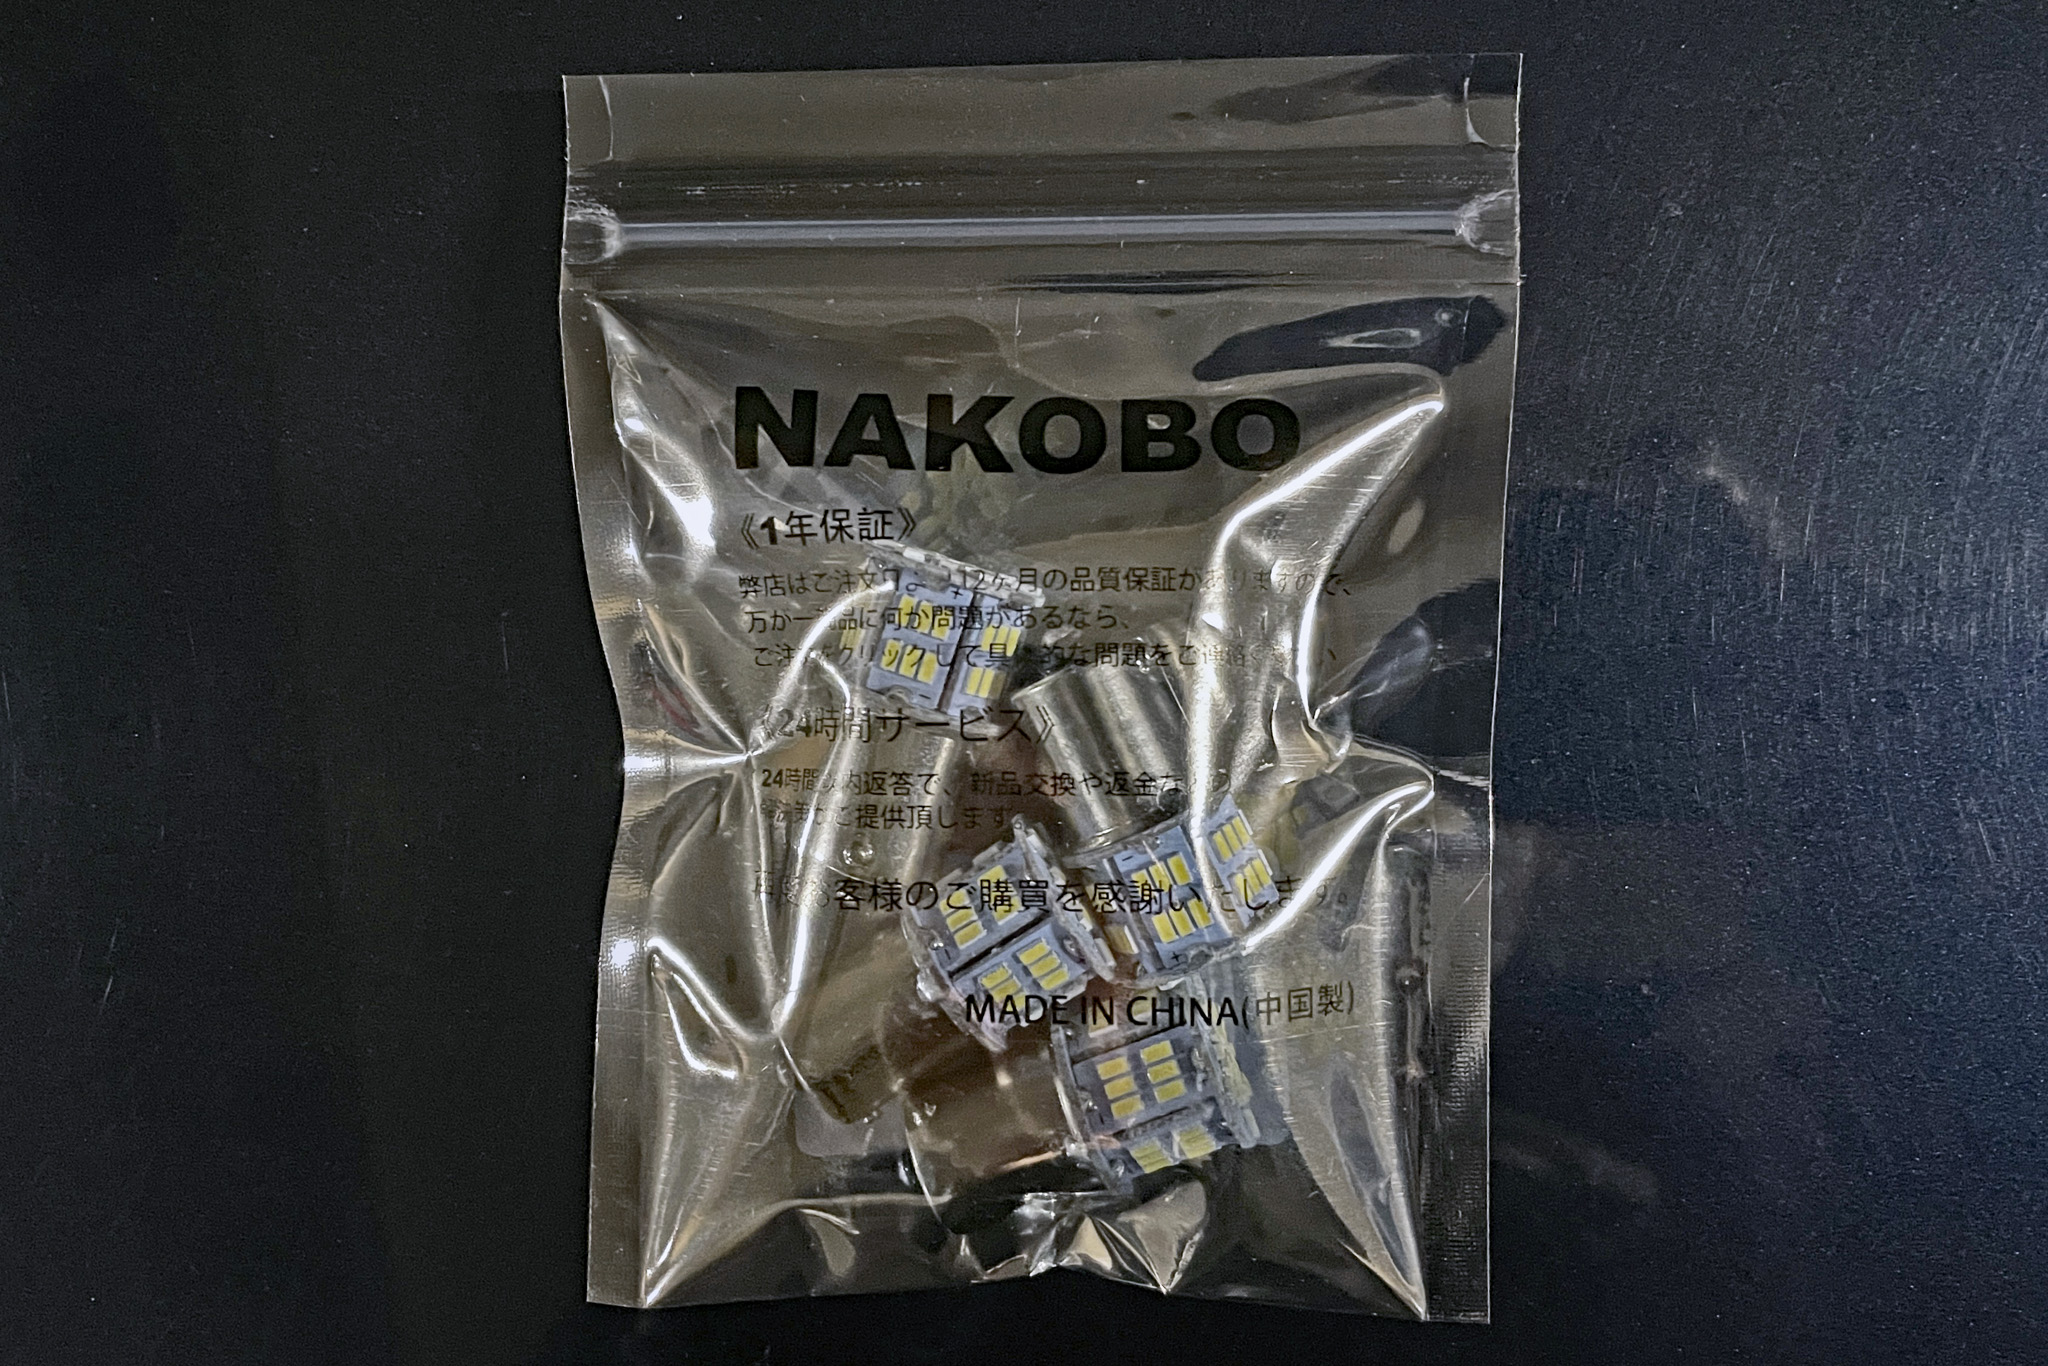 NAKOBO
《1年保証》
弊店はご注文日より12ヶ月の品質保証がありますので、
万が一商品に何か問題があるなら、
ご注文をクリックして具体的な問題をご連絡ください
《24時間サービス》
24時間以内返答で、新品交換や返金などの
ご提供頂します。
お客様のご購買を感謝いたします。
MADE IN CHINA(中国製)